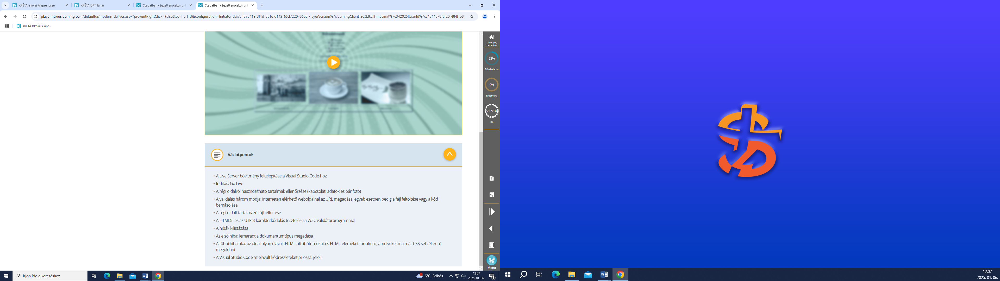 KRÉTA Iskolai Alaprendszer
KRÉTA DKT Tanár
Csapatban végzett projektmun
Csapatban végzett projektmun
player.nexiuslearning.com/defaultui/modern-deliver.aspx?preventRightClick=False&cc=hu-HU&configuration=InitiatorId%7cff375419-3f1d-8c1c-d142-65d7220486a0!PlayerVersion%7clearningClient-20.2.8.2!TimeLimit%7c342025!UserId%7c31311c78-af20-484f-b8...
KRÉTA Iskolai Alapr...
Tananyag
bezárása
23%
Előrehaladás
0%
Eredmény
5699:31
Idő
Vázlatpontok
• A Live Server bővítmény feltelepítése a Visual Studio Code-hoz
• Indítás: Go Live
• A régi oldalról hasznosítható tartalmak ellenőrzése (kapcsolati adatok és pár fotó)
• A validálás három módja: interneten elérhető weboldalnál az URL megadása, egyéb esetben pedig a fájl feltöltése vagy a kód
bemásolása
• A régi oldalt tartalmazó fájl feltöltése
• A HTML5- és az UTF-8-karakterkódolás tesztelése a W3C validátorprogrammal
• A hibák kilistázása
• Az első hiba: lemaradt a dokumentumtípus megadása
• A többi hiba oka: az oldal olyan elavult HTML-attribútumokat és HTML-elemeket tartalmaz, amelyeket ma már CSS-sel célszerű
megoldani
• A Visual Studio Code az elavult kódrészleteket pirossal jelöli
Menü
Írjon ide a kereséshez
6°C Felhős
12:07
2025. 01. 06.
1
12:07
2025. 01. 06.